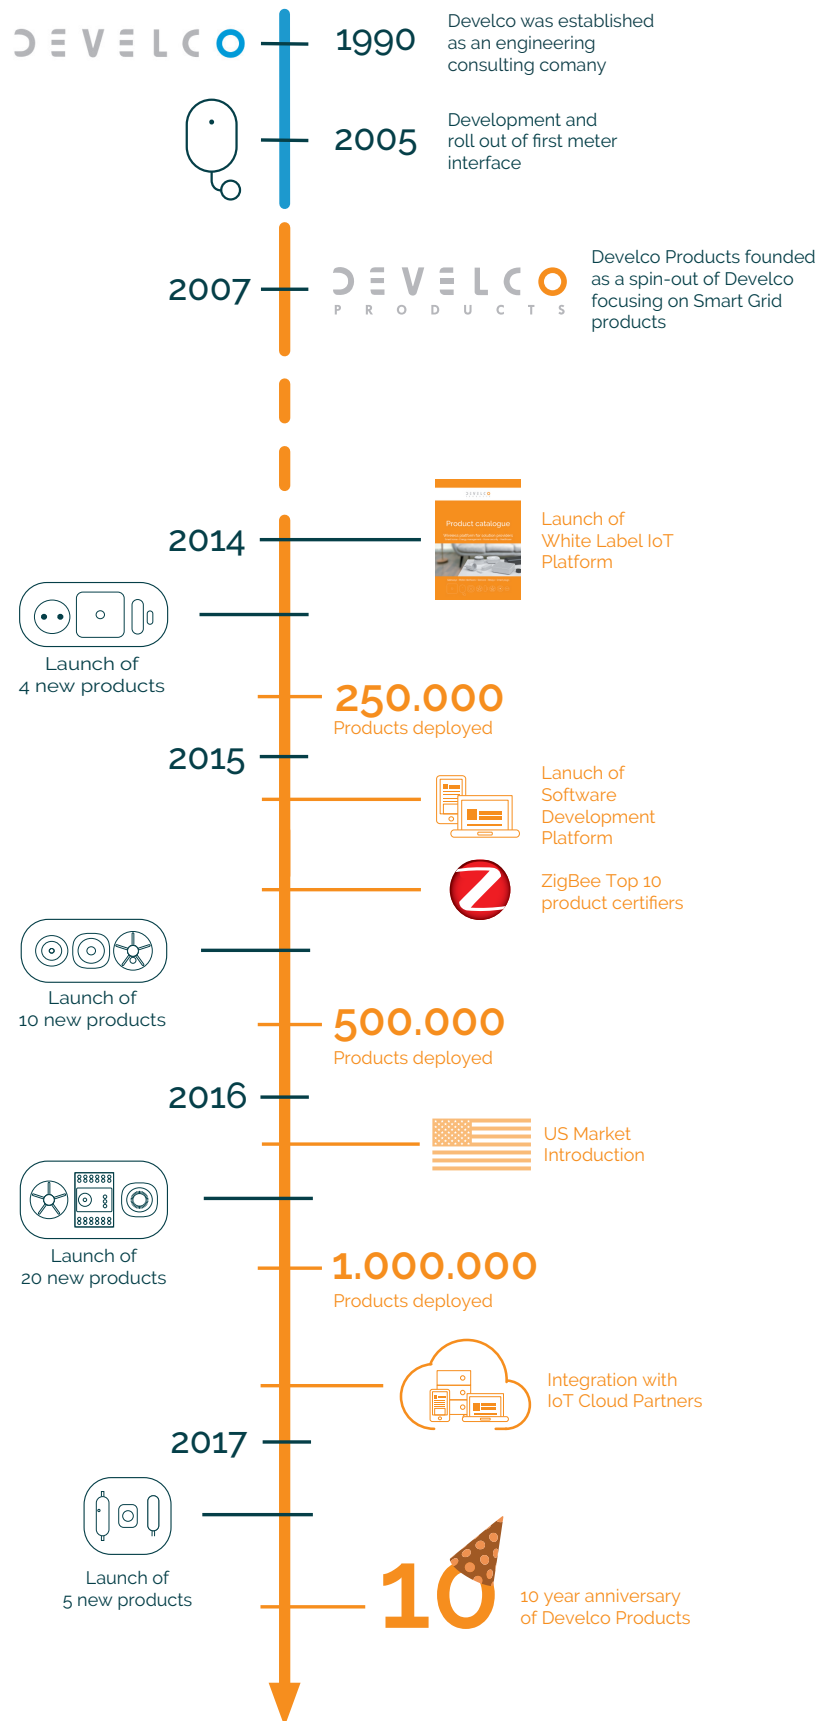 DEVELCO
1990
Develco was established
as an engineering
consulting comany
2005
Development and
roll out of first meter
interface
2007
DEVELCO
PRODUCTS
Develco Products founded
as a spin-out of Develco
focusing on Smart Grid
products
2014
DEVELCO
Product catalogue
Launch of
White Label IoT
Platform
Launch of
4 new products
250.000
Products deployed
2015
Lanuch of
Software
Development
Platform
Z
ZigBee Top 10
product certifiers
Launch of
10 new products
500.000
Products deployed
2016
US Market
Introduction
Launch of
20 new products
1.000.000
Products deployed
Integration with
IoT Cloud Partners
2017
Launch of
5 new products
10
10 year anniversary
of Develco Products